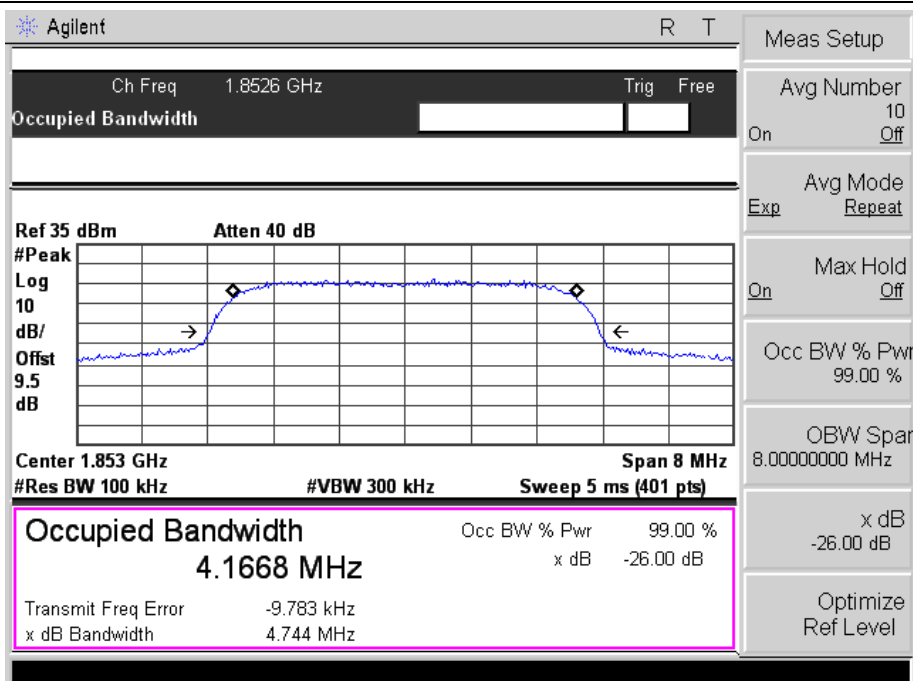 Agilent R T
Ch Freq 1.8526 GHz Trig Free
Occupied Bandwidth
Ref 35 dBm Atten 40 dB
#Peak
Log
10
dB/
Offst
9.5
dB
Center 1.853 GHz Span 8 MHz
#Res BW 100 kHz #VBW 300 kHz Sweep 5 ms (401 pts)
Occupied Bandwidth
4.1668 MHz
Occ BW % Pwr 99.00 %
x dB -26.00 dB
Transmit Freq Error -9.783 kHz
x dB Bandwidth 4.744 MHz
Meas Setup
Avg Number
10
On Off
Avg Mode
Exp Repeat
Max Hold
On Off
Occ BW % Pwr
99.00 %
OBW Span
8.00000000 MHz
x dB
-26.00 dB
Optimize
Ref Level